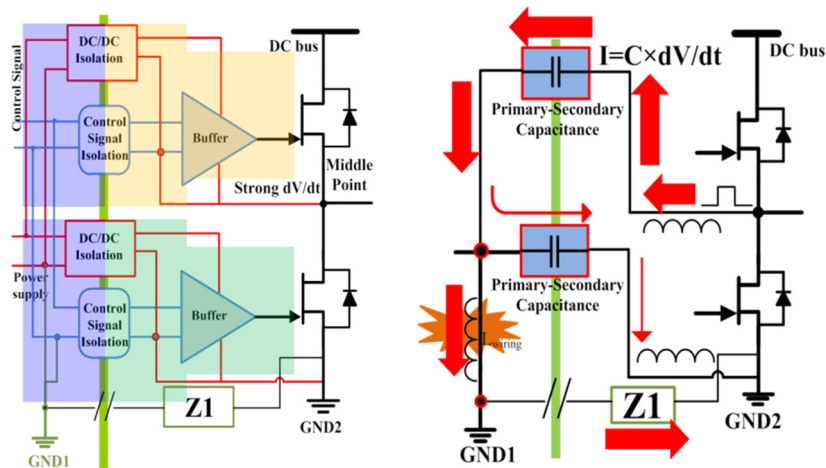 Control Signal
DC/DC
Isolation
DC bus
Control
Signal
Isolation
Buffer
Middle
Point
Strong dV/dt
DC/DC
Isolation
Power
supply
Control
Signal
Isolation
Buffer
Z1
GND1
GND2
I=C×dV/dt
DC bus
Primary-Secondary
Capacitance
Primary-Secondary
Capacitance
Lwiring
Z1
GND1
GND2